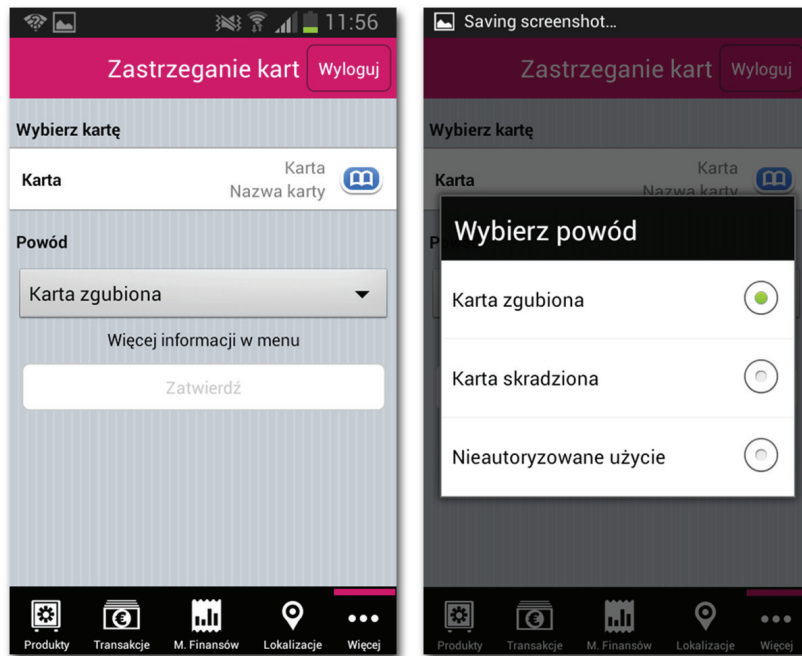 11:56
Zastrzeganie kart
Wyloguj
Wybierz kartę
Karta
Karta
Nazwa karty
Powód
Karta zgubiona
Więcej informacji w menu
Zatwierdź
Produkty
Transakcje
M. Finansów
Lokalizacje
Więcej
Saving screenshot...
Zastrzeganie kart
Wyloguj
Wybierz kartę
Karta
Karta
Nazwa karty
Wybierz powód
Karta zgubiona
Karta skradziona
Nieautoryzowane użycie
Produkty
Transakcje
M. Finansów
Lokalizacje
Więcej